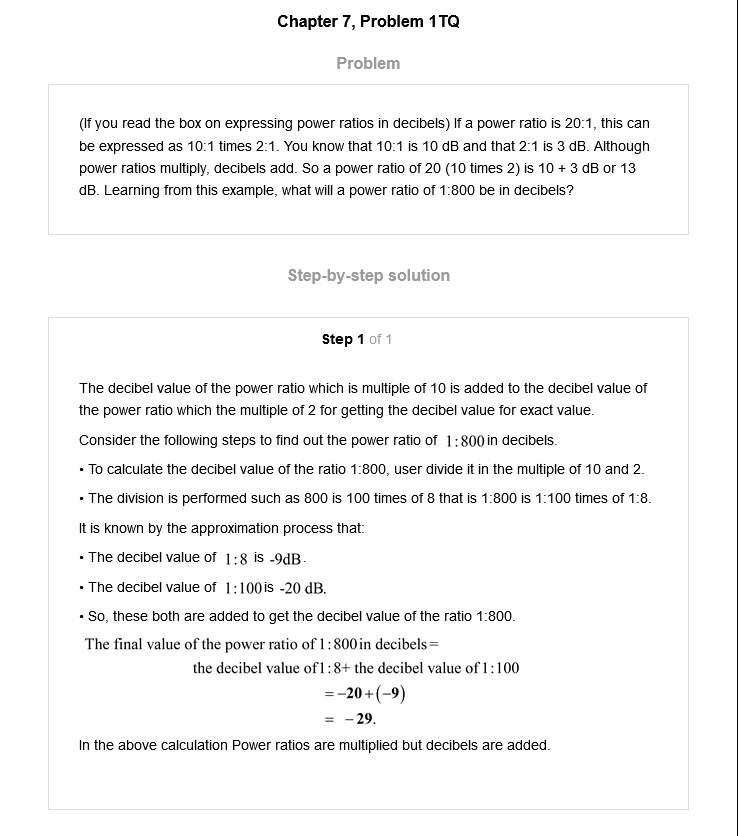 Chapter 7, Problem 1TQ
Problem
(If you read the box on expressing power ratios in decibels) If a power ratio is 20:1, this can
be expressed as 10:1 times 2:1. You know that 10:1 is 10 dB and that 2:1 is 3 dB. Although
power ratios multiply, decibels add. So a power ratio of 20 (10 times 2) is 10 + 3 dB or 13
dB. Learning from this example, what will a power ratio of 1:800 be in decibels?
Step-by-step solution
Step 1 of 1
The decibel value of the power ratio which is multiple of 10 is added to the decibel value of
the power ratio which the multiple of 2 for getting the decibel value for exact value.
Consider the following steps to find out the power ratio of 1:800 in decibels.
• To calculate the decibel value of the ratio 1:800, user divide it in the multiple of 10 and 2.
• The division is performed such as 800 is 100 times of 8 that is 1:800 is 1:100 times of 1:8.
It is known by the approximation process that:
• The decibel value of 1:8 is -9dB.
• The decibel value of 1:100 is -20 dB.
• So, these both are added to get the decibel value of the ratio 1:800.
The final value of the power ratio of 1:800 in decibels =
the decibel value of 1:8+ the decibel value of 1:100
= −20 + (−9)
= −29.
In the above calculation Power ratios are multiplied but decibels are added.